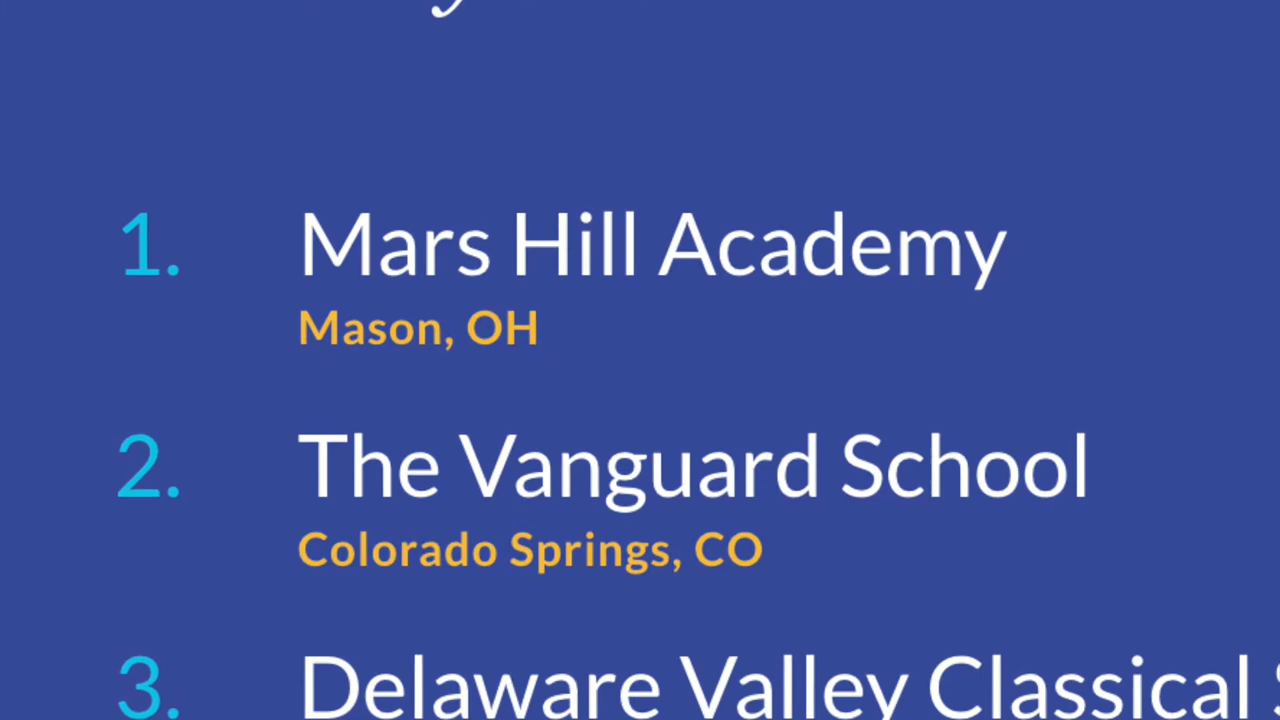 1. Mars Hill Academy
Mason, OH
2. The Vanguard School
Colorado Springs, CO
3. Delaware Valley Classical